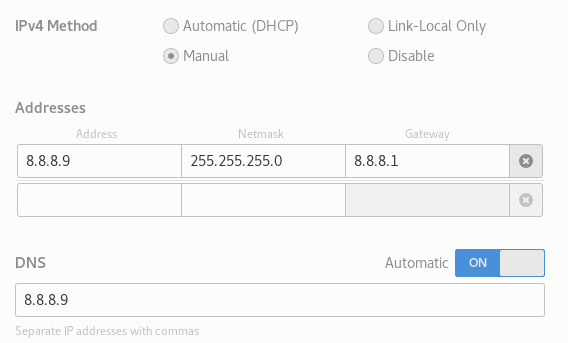 IPv4 Method Automatic (DHCP) Link-Local Only
Manual Disable
Addresses
Address Netmask Gateway
8.8.8.9 255.255.255.0 8.8.8.1
DNS Automatic ON
8.8.8.9
Separate IP addresses with commas